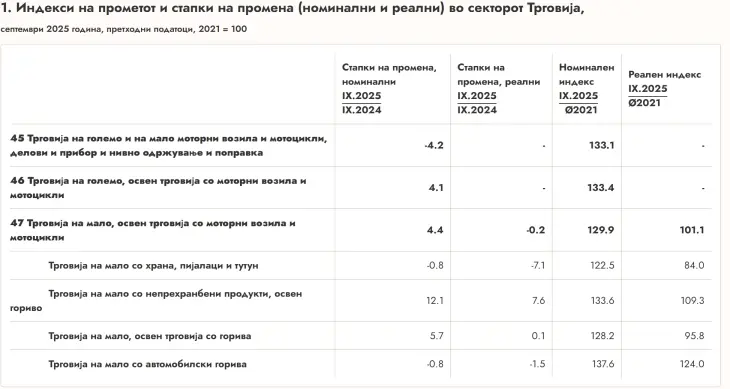 1. Индекси на прометот и стапки на промена (номинални и реални) во секторот Трговија,
септември 2025 година, претходни податоци, 2021 = 100
Стапки на промена, номинални IX.2025 IX.2024
Стапки на промена, реални IX.2025 IX.2024
Номинален индекс IX.2025 Ø2021
Реален индекс IX.2025 Ø2021
45 Трговија на големо и на мало моторни возила и мотоцикли,
делови и прибор и нивно одржување и поправка -4.2 - 133.1 -
46 Трговија на големо, освен трговија со моторни возила и
мотоцикли 4.1 - 133.4 -
47 Трговија на мало, освен трговија со моторни возила и
мотоцикли 4.4 -0.2 129.9 101.1
Трговија на мало со храна, пијалаци и тутун -0.8 -7.1 122.5 84.0
Трговија на мало со непрехранбени продукти, освен
гориво 12.1 7.6 133.6 109.3
Трговија на мало, освен трговија со горива 5.7 0.1 128.2 95.8
Трговија на мало со автомобилски горива -0.8 -1.5 137.6 124.0